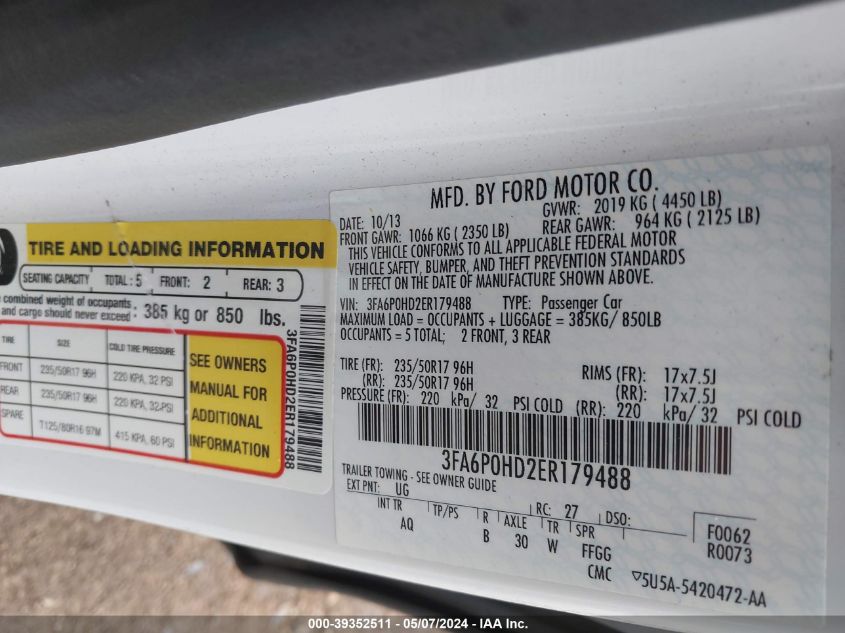 TIRE AND LOADING INFORMATION
SEATING CAPACITY TOTAL : 5 FRONT: 2 REAR: 3
combined weight of occupants
and cargo should never exceed : 385 kg or 850 lbs.
TIRE SIZE COLD TIRE PRESSURE
FRONT 235/50R17 96H 220 KPA, 32 PSI
REAR 235/50R17 96H 220 KPA, 32 PSI
SPARE T125/80R16 97M 415 KPA, 60 PSI
SEE OWNERS
MANUAL FOR
ADDITIONAL
INFORMATION
3FA6P0HD2ER179488
MFD. BY FORD MOTOR CO.
DATE: 10/13 GVWR: 2019 KG ( 4450 LB)
FRONT GAWR: 1066 KG ( 2350 LB) REAR GAWR: 964 KG ( 2125 LB)
THIS VEHICLE CONFORMS TO ALL APPLICABLE FEDERAL MOTOR
VEHICLE SAFETY, BUMPER, AND THEFT PREVENTION STANDARDS
IN EFFECT ON THE DATE OF MANUFACTURE SHOWN ABOVE.
VIN: 3FA6P0HD2ER179488 TYPE: Passenger Car
MAXIMUM LOAD = OCCUPANTS + LUGGAGE = 385KG/ 850LB
OCCUPANTS = 5 TOTAL; 2 FRONT, 3 REAR
TIRE (FR): 235/50R17 96H RIMS (FR): 17x7.5J
(RR): 235/50R17 96H (RR): 17x7.5J
PRESSURE (FR): 220 kPa/ 32 PSI COLD (RR): 220 kPa/ 32 PSI COLD
3FA6P0HD2ER179488
TRAILER TOWING - SEE OWNER GUIDE
EXT PNT: UG RC: 27 DSO:
INT TR TP/PS R AXLE TR SPR F0062
AQ B 30 W FFGG R0073
CMC ▽5U5A-5420472-AA
000-39352511 - 05/07/2024 - IAA Inc.